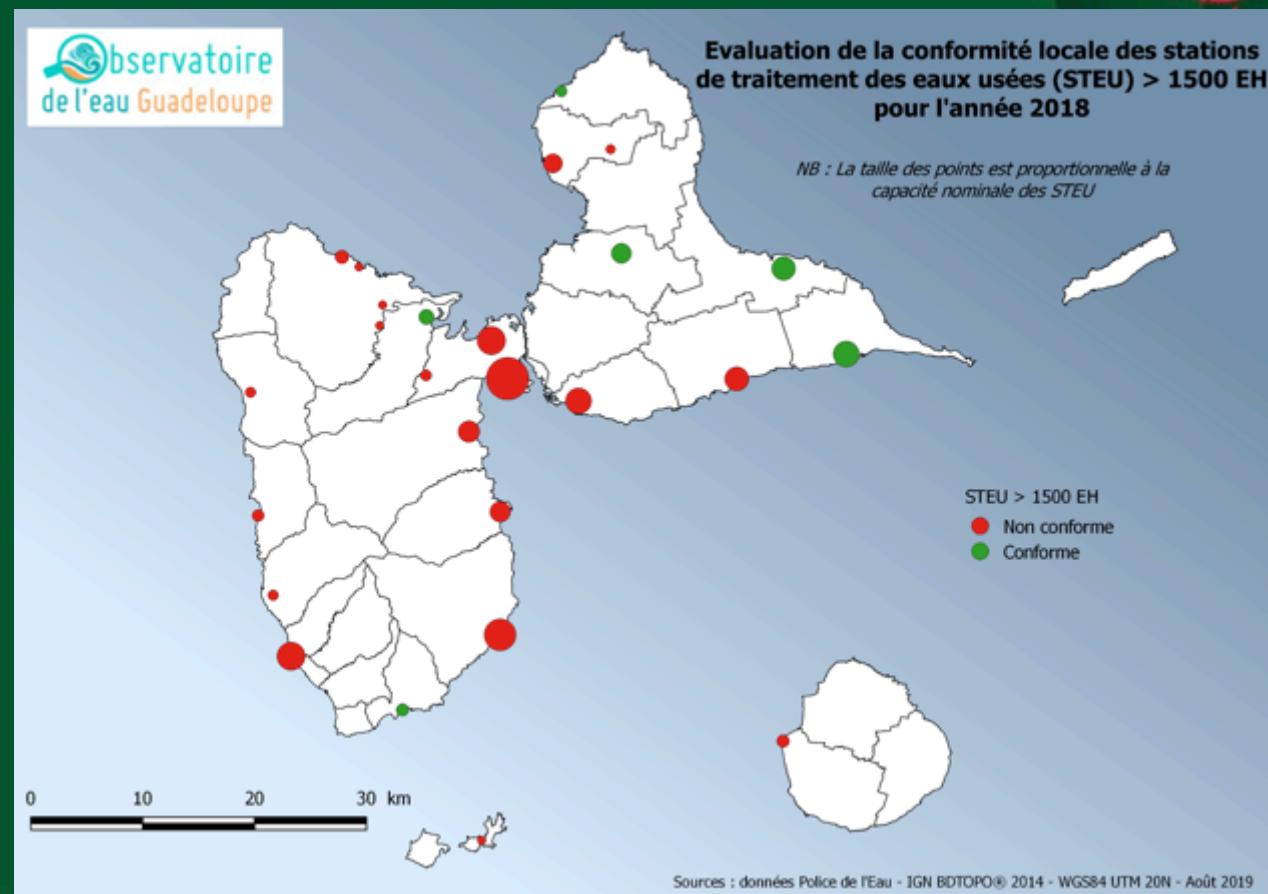 Observatoire
de l'eau Guadeloupe
Evaluation de la conformité locale des stations
de traitement des eaux usées (STEU) > 1500 EH
pour l'année 2018
NB : La taille des points est proportionnelle à la
capacité nominale des STEU
STEU > 1500 EH
Non conforme
Conforme
0 10 20 30 km
Sources : données Police de l'Eau - IGN BDTOPO® 2014 - WGS84 UTM 20N - Août 2019